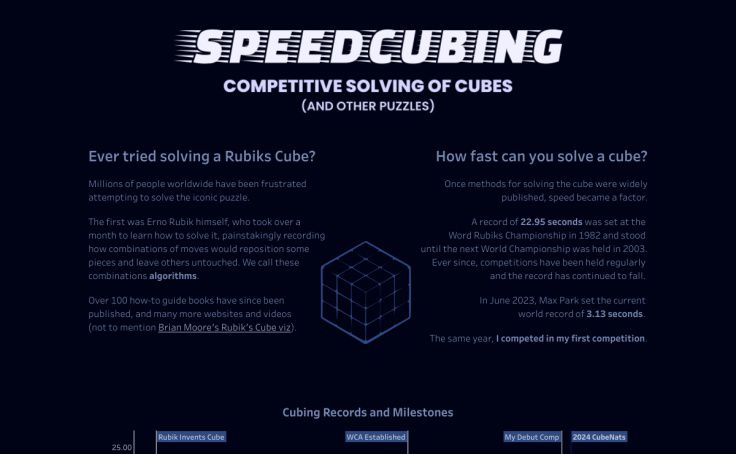 SPEEDCUBING
COMPETITIVE SOLVING OF CUBES
(AND OTHER PUZZLES)
Ever tried solving a Rubiks Cube?
Millions of people worldwide have been frustrated
attempting to solve the iconic puzzle.
The first was Erno Rubik himself, who took over a
month to learn how to solve it, painstakingly recording
how combinations of moves would reposition some
pieces and leave others untouched. We call these
combinations algorithms.
Over 100 how-to guide books have since been
published, and many more websites and videos
(not to mention Brian Moore's Rubik's Cube viz).
How fast can you solve a cube?
Once methods for solving the cube were widely
published, speed became a factor.
A record of 22.95 seconds was set at the
Word Rubiks Championship in 1982 and stood
until the next World Championship was held in 2003.
Ever since, competitions have been held regularly
and the record has continued to fall.
In June 2023, Max Park set the current
world record of 3.13 seconds.
The same year, I competed in my first competition.
Cubing Records and Milestones
Rubik Invents Cube
WCA Established
My Debut Comp
2024 CubeNats
25.00